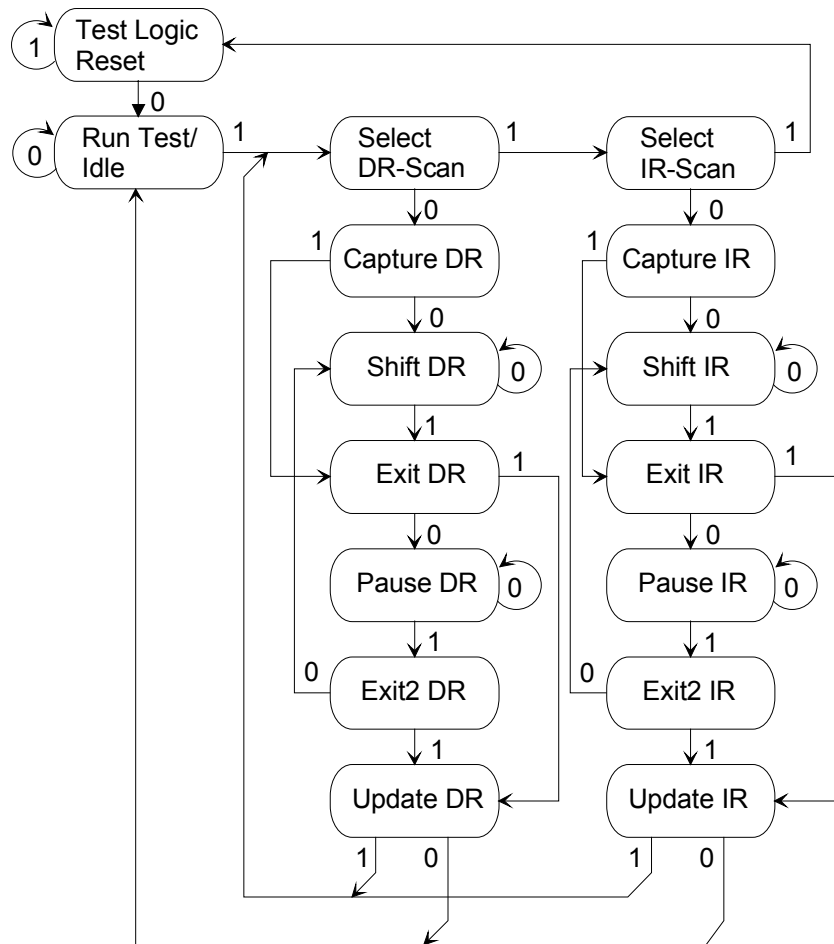 Test Logic
Reset
1
0
Run Test/
Idle
0
1
Select
DR-Scan
1
Select
IR-Scan
1
0
0
1
Capture DR
1
Capture IR
0
0
Shift DR
0
Shift IR
0
1
1
Exit DR
1
Exit IR
1
0
0
Pause DR
0
Pause IR
0
1
1
0
Exit2 DR
0
Exit2 IR
1
1
Update DR
Update IR
1
0
1
0